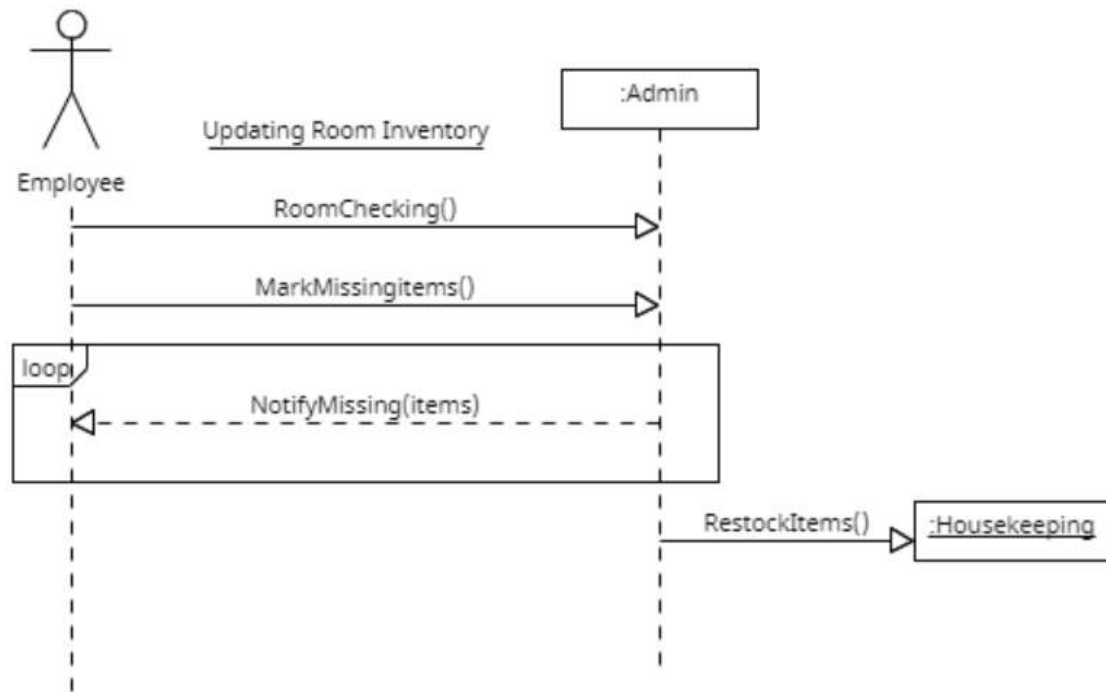 :Admin
Updating Room Inventory
Employee
RoomChecking()
MarkMissingitems()
loop
NotifyMissing(items)
RestockItems()
:Housekeeping